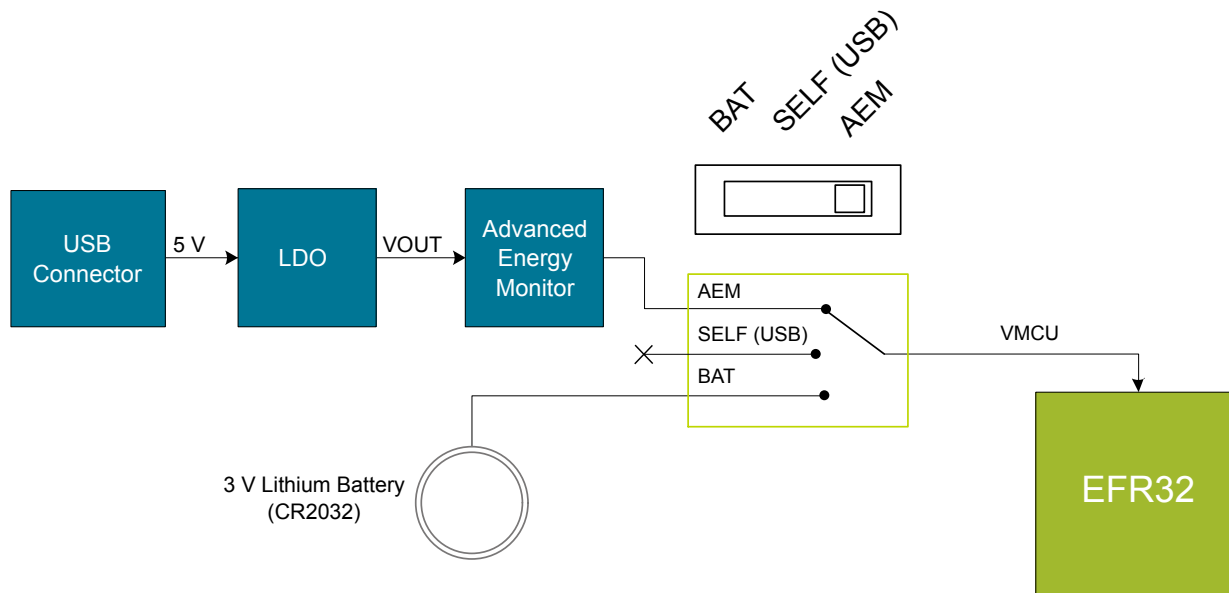 BAT
SELF (USB)
AEM
USB
Connector
5 V
LDO
VOUT
Advanced
Energy
Monitor
AEM
SELF (USB)
BAT
VMCU
3 V Lithium Battery
(CR2032)
EFR32